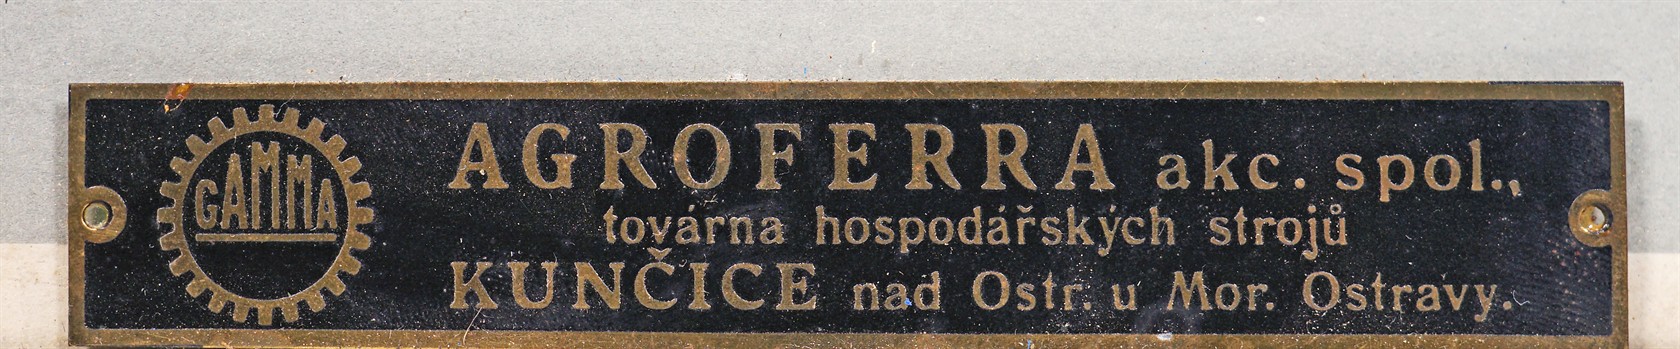 GAMMA
AGROFERRA akc. spol.,
továrna hospodářských strojů
KUNČICE nad Ostr. u Mor. Ostravy.